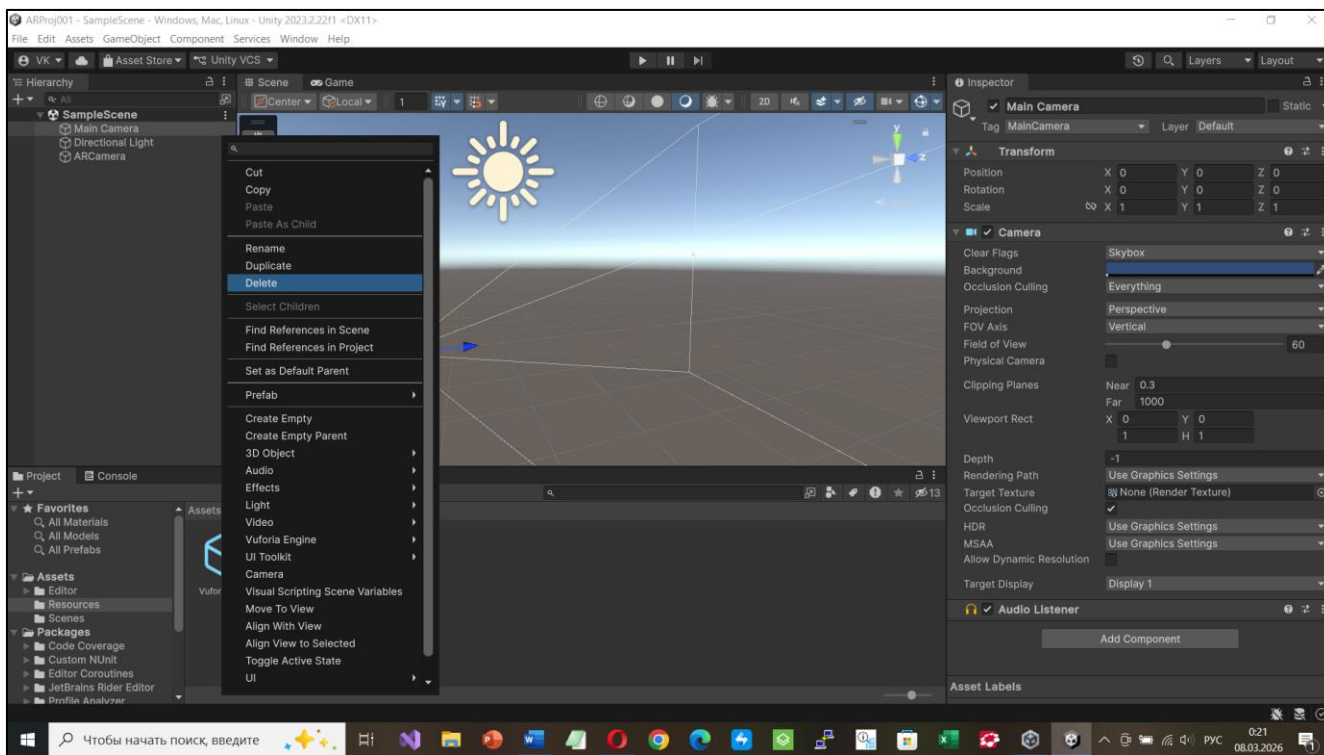 ARProj001 - SampleScene - Windows, Mac, Linux - Unity 2023.2.22f1 <DX11>
File Edit Assets GameObject Component Services Window Help
VK Asset Store Unity VCS Layers Layout
Hierarchy
All
SampleScene
Main Camera
Directional Light
ARCamera
Scene Game
Center Local 1 2D
y
z
Cut
Copy
Paste
Paste As Child
Rename
Duplicate
Delete
Select Children
Find References in Scene
Find References in Project
Set as Default Parent
Prefab
Create Empty
Create Empty Parent
3D Object
Audio
Effects
Light
Video
Vuforia Engine
UI Toolkit
Camera
Visual Scripting Scene Variables
Move To View
Align With View
Align View to Selected
Toggle Active State
UI
Inspector
Main Camera Static
Tag MainCamera Layer Default
Transform
Position X 0 Y 0 Z 0
Rotation X 0 Y 0 Z 0
Scale X 1 Y 1 Z 1
Camera
Clear Flags Skybox
Background
Occlusion Culling Everything
Projection Perspective
FOV Axis Vertical
Field of View 60
Physical Camera
Clipping Planes Near 0.3
Far 1000
Viewport Rect X 0 Y 0
1 H 1
Depth -1
Rendering Path Use Graphics Settings
Target Texture None (Render Texture)
Occlusion Culling
HDR Use Graphics Settings
MSAA Use Graphics Settings
Allow Dynamic Resolution
Target Display Display 1
Audio Listener
Add Component
Asset Labels
Project Console
13
Favorites
All Materials
All Models
All Prefabs
Assets
Editor
Resources
Scenes
Packages
Code Coverage
Custom NUnit
Editor Coroutines
JetBrains Rider Editor
Profile Analyzer
Assets
Vufor
Чтобы начать поиск, введите
РУС
0:21
08.03.2026